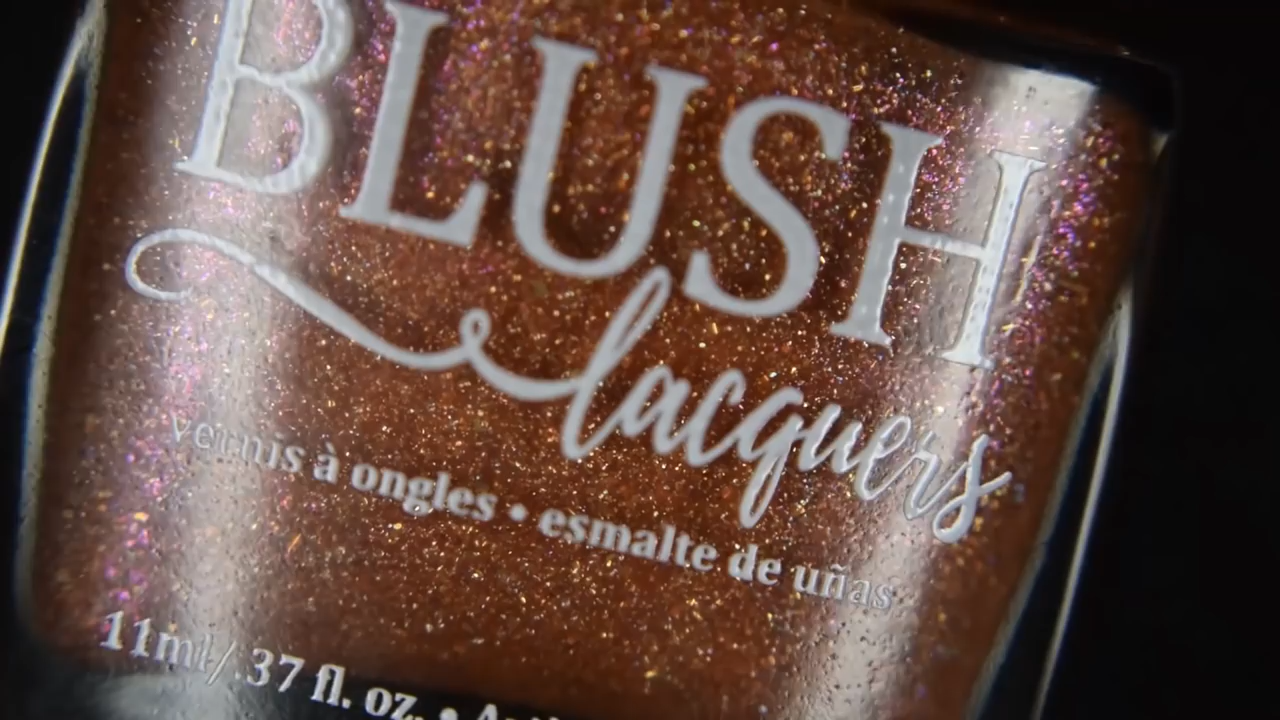 BLUSH
lacquers
vernis à ongles • esmalte de uñas
11ml/.37 fl. oz. •